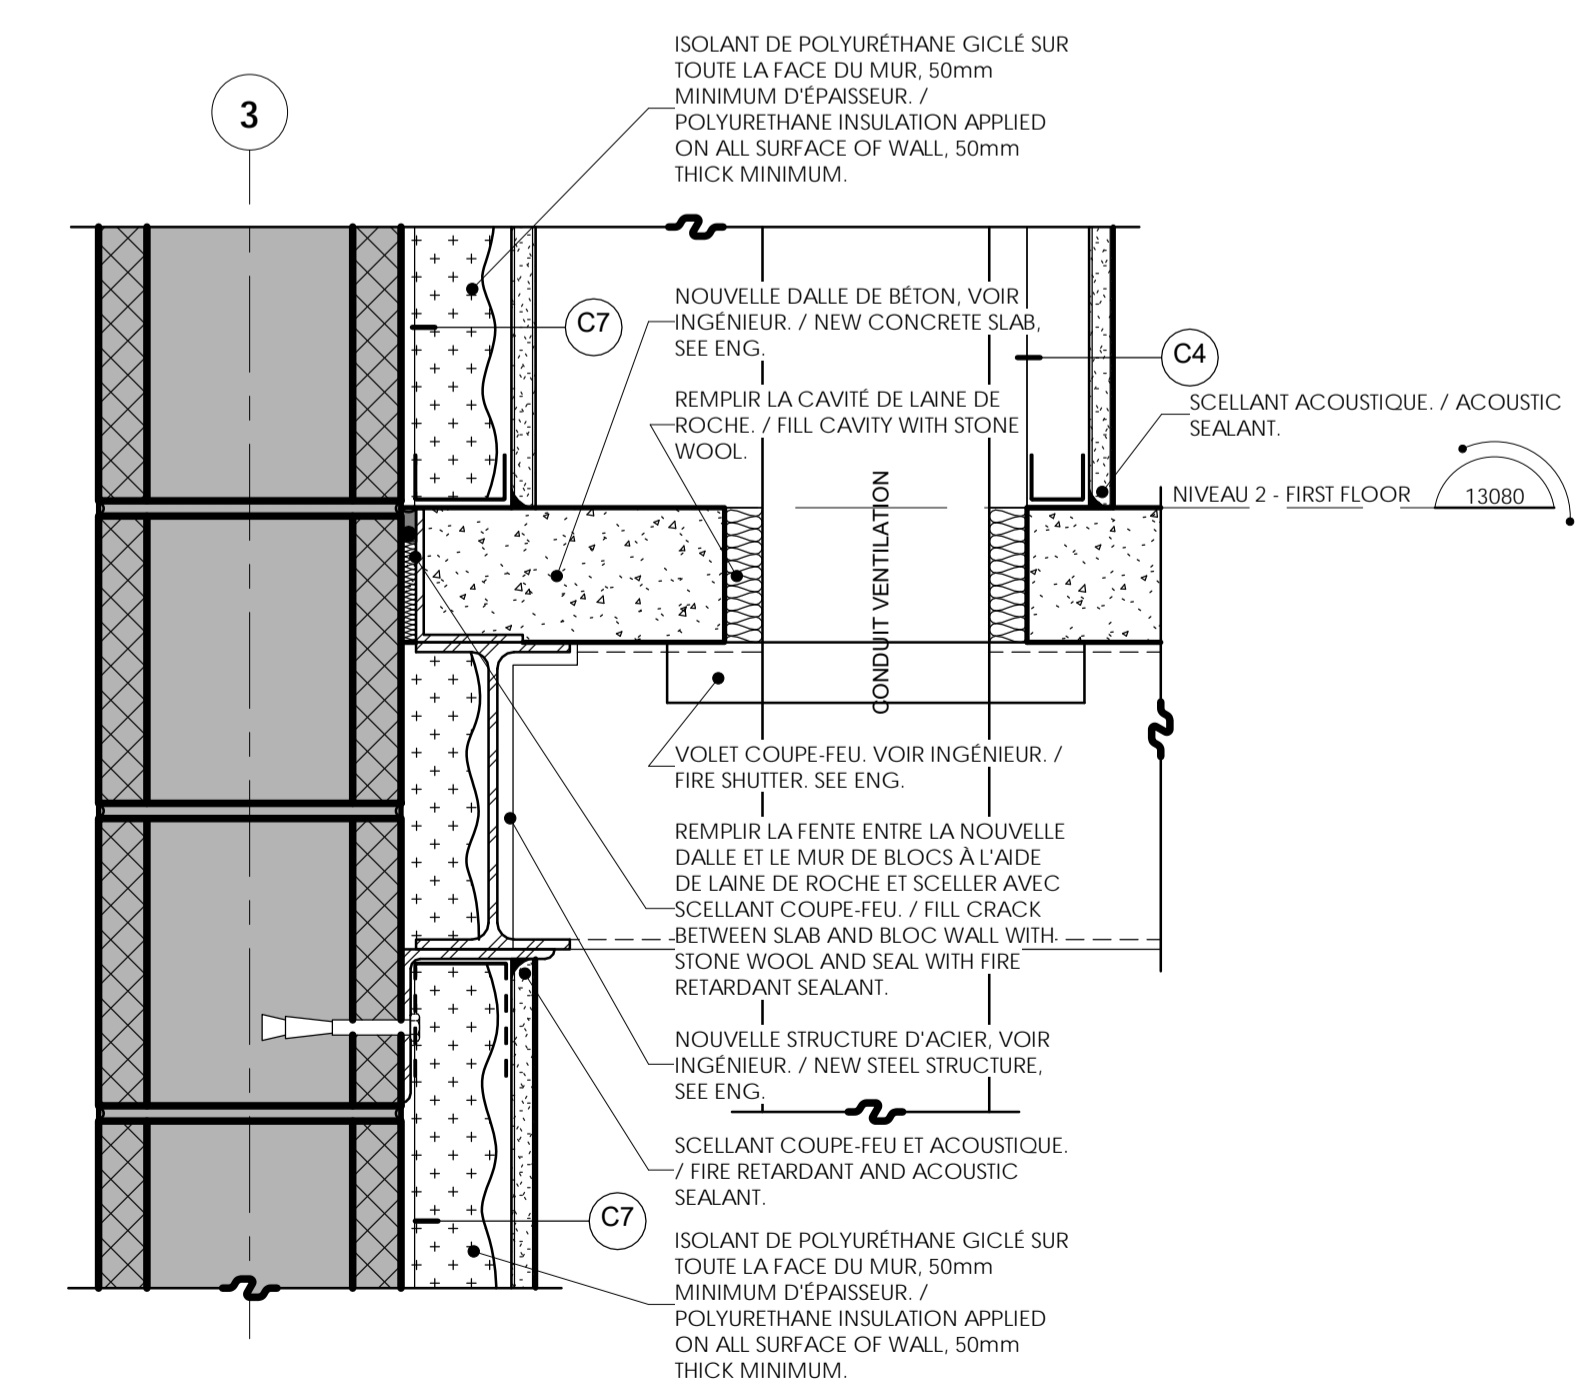 ISOLANT DE POLYURÉTHANE GICLÉ SUR
TOUTE LA FACE DU MUR, 50mm
MINIMUM D'ÉPAISSEUR. /
POLYURETHANE INSULATION APPLIED
ON ALL SURFACE OF WALL, 50mm
THICK MINIMUM.
3
NOUVELLE DALLE DE BÉTON, VOIR
INGÉNIEUR. / NEW CONCRETE SLAB,
SEE ENG.
C7
C4
REMPLIR LA CAVITÉ DE LAINE DE
ROCHE. / FILL CAVITY WITH STONE
WOOL.
SCELLANT ACOUSTIQUE. / ACOUSTIC
SEALANT.
NIVEAU 2 - FIRST FLOOR
13080
CONDUIT VENTILATION
VOLET COUPE-FEU. VOIR INGÉNIEUR. /
FIRE SHUTTER. SEE ENG.
REMPLIR LA FENTE ENTRE LA NOUVELLE
DALLE ET LE MUR DE BLOCS À L'AIDE
DE LAINE DE ROCHE ET SCELLER AVEC
SCELLANT COUPE-FEU. / FILL CRACK
BETWEEN SLAB AND BLOC WALL WITH
STONE WOOL AND SEAL WITH FIRE
RETARDANT SEALANT.
NOUVELLE STRUCTURE D'ACIER, VOIR
INGÉNIEUR. / NEW STEEL STRUCTURE,
SEE ENG.
SCELLANT COUPE-FEU ET ACOUSTIQUE.
/ FIRE RETARDANT AND ACOUSTIC
SEALANT.
C7
ISOLANT DE POLYURÉTHANE GICLÉ SUR
TOUTE LA FACE DU MUR, 50mm
MINIMUM D'ÉPAISSEUR. /
POLYURETHANE INSULATION APPLIED
ON ALL SURFACE OF WALL, 50mm
THICK MINIMUM.